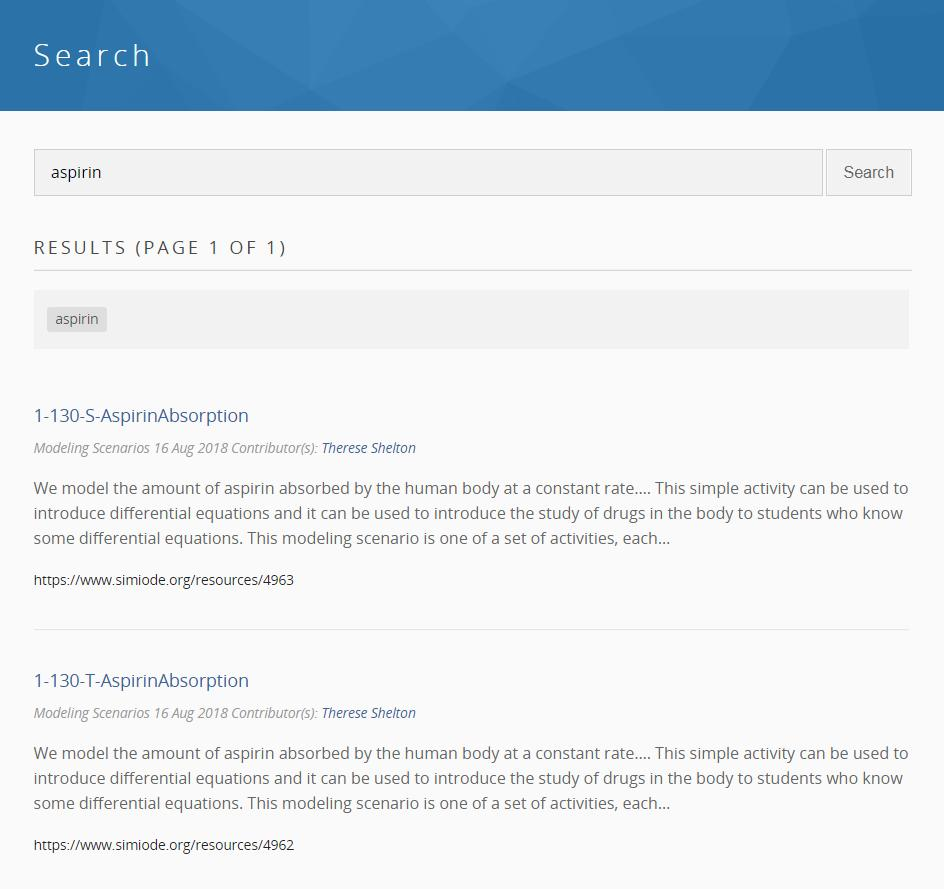 Search
aspirin
Search
RESULTS (PAGE 1 OF 1)
aspirin
1-130-S-AspirinAbsorption
Modeling Scenarios 16 Aug 2018 Contributor(s): Therese Shelton
We model the amount of aspirin absorbed by the human body at a constant rate.... This simple activity can be used to
introduce differential equations and it can be used to introduce the study of drugs in the body to students who know
some differential equations. This modeling scenario is one of a set of activities, each...
https://www.simiode.org/resources/4963
1-130-T-AspirinAbsorption
Modeling Scenarios 16 Aug 2018 Contributor(s): Therese Shelton
We model the amount of aspirin absorbed by the human body at a constant rate.... This simple activity can be used to
introduce differential equations and it can be used to introduce the study of drugs in the body to students who know
some differential equations. This modeling scenario is one of a set of activities, each...
https://www.simiode.org/resources/4962